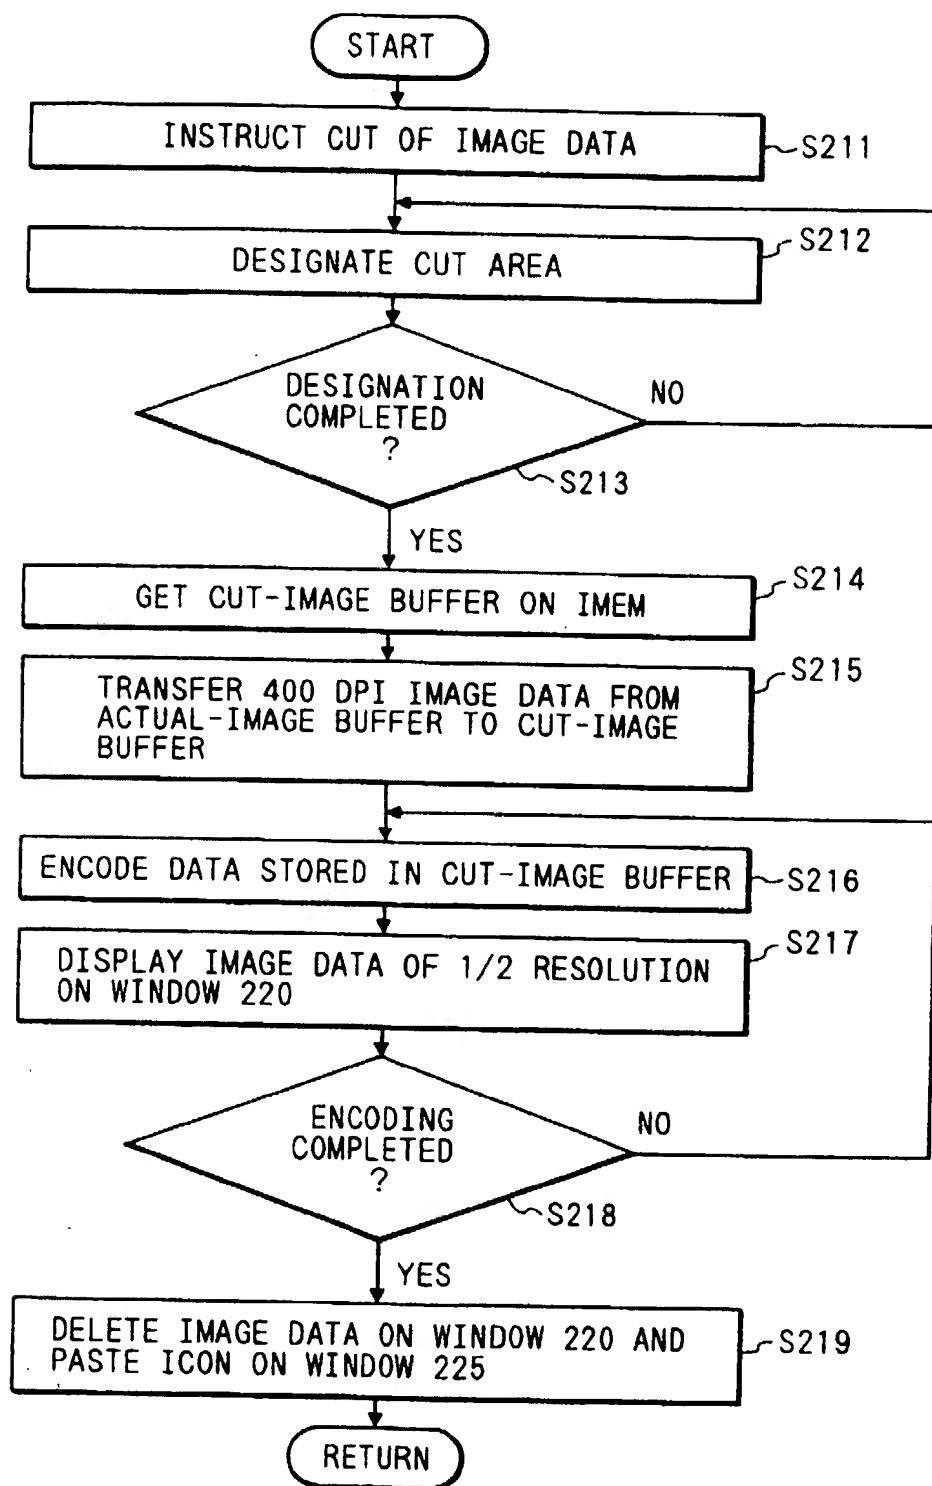 START
INSTRUCT CUT OF IMAGE DATA
S211
S212
DESIGNATE CUT AREA
DESIGNATION
COMPLETED
?
NO
S213
YES
S214
GET CUT-IMAGE BUFFER ON IMEM
S215
TRANSFER 400 DPI IMAGE DATA FROM
ACTUAL-IMAGE BUFFER TO CUT-IMAGE
BUFFER
ENCODE DATA STORED IN CUT-IMAGE BUFFER
S216
S217
DISPLAY IMAGE DATA OF 1/2 RESOLUTION
ON WINDOW 220
ENCODING
COMPLETED
?
NO
S218
YES
DELETE IMAGE DATA ON WINDOW 220 AND
PASTE ICON ON WINDOW 225
S219
RETURN